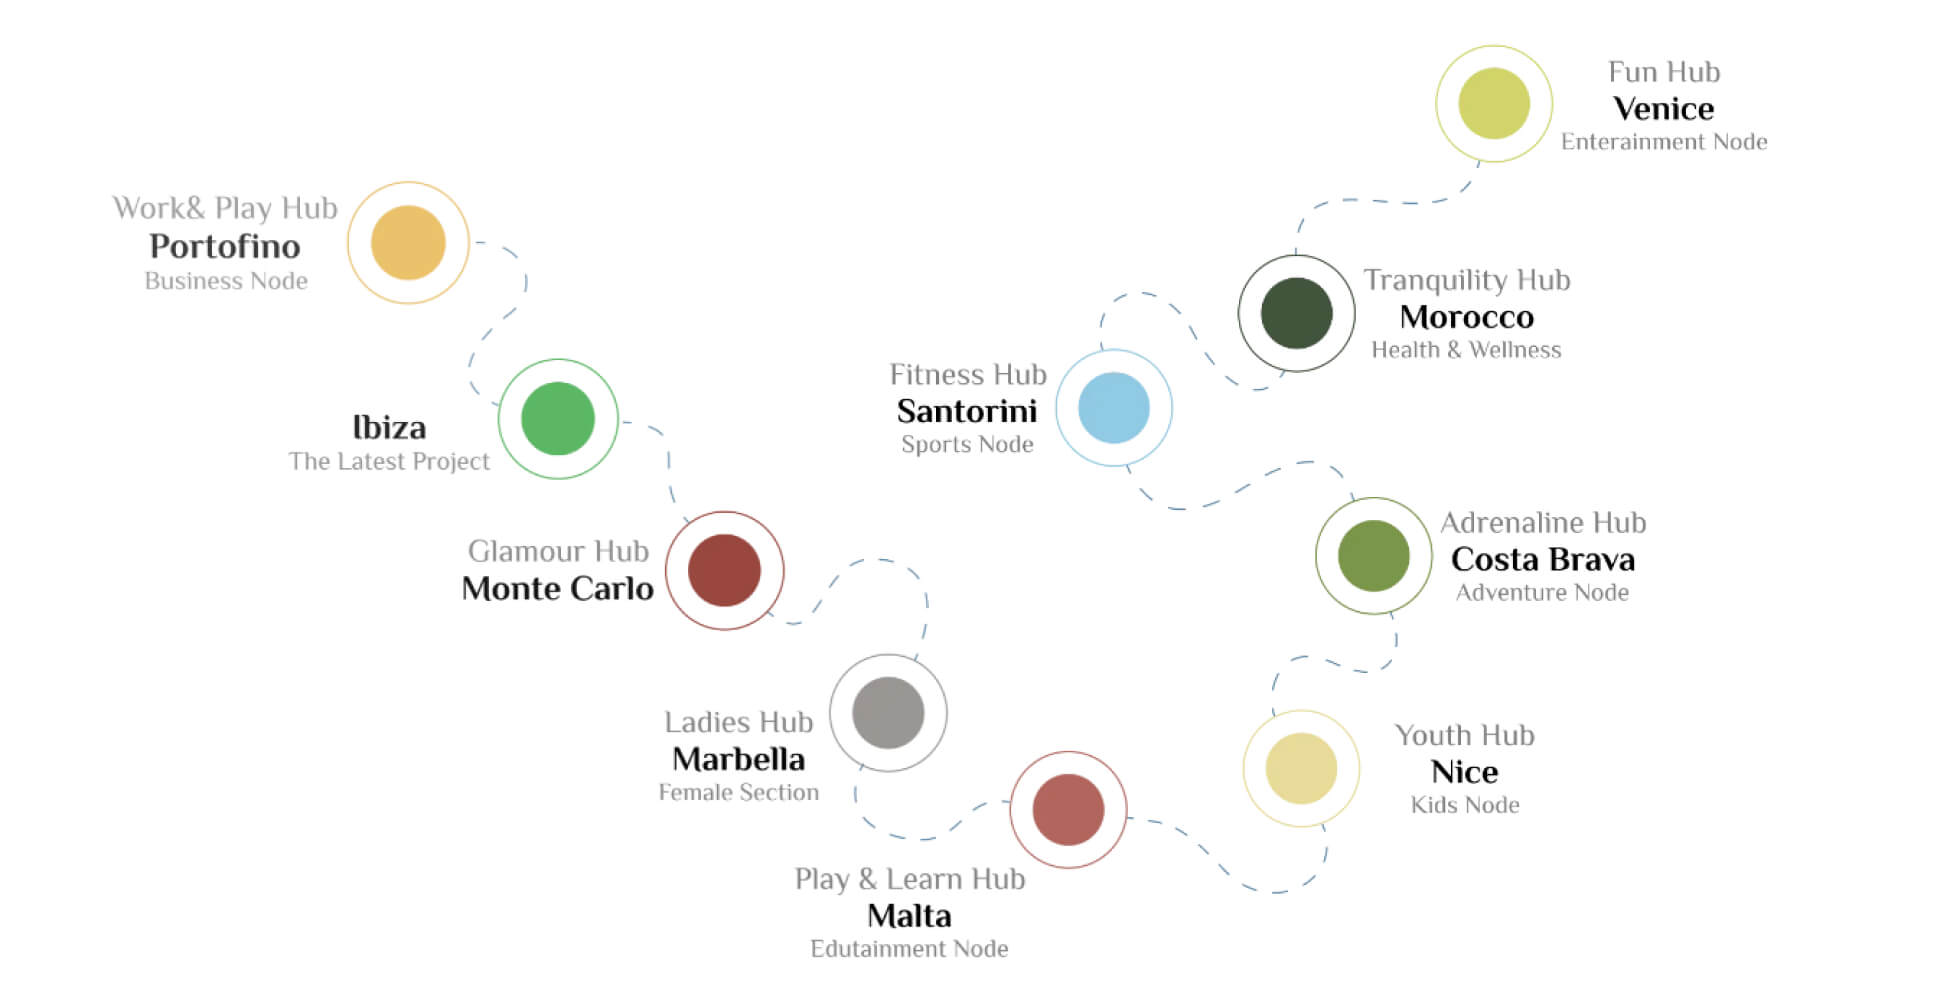 Fun Hub
Venice
Enterainment Node
Work& Play Hub
Portofino
Business Node
Tranquility Hub
Morocco
Health & Wellness
Fitness Hub
Santorini
Sports Node
Ibiza
The Latest Project
Adrenaline Hub
Costa Brava
Adventure Node
Glamour Hub
Monte Carlo
Ladies Hub
Marbella
Female Section
Youth Hub
Nice
Kids Node
Play & Learn Hub
Malta
Edutainment Node